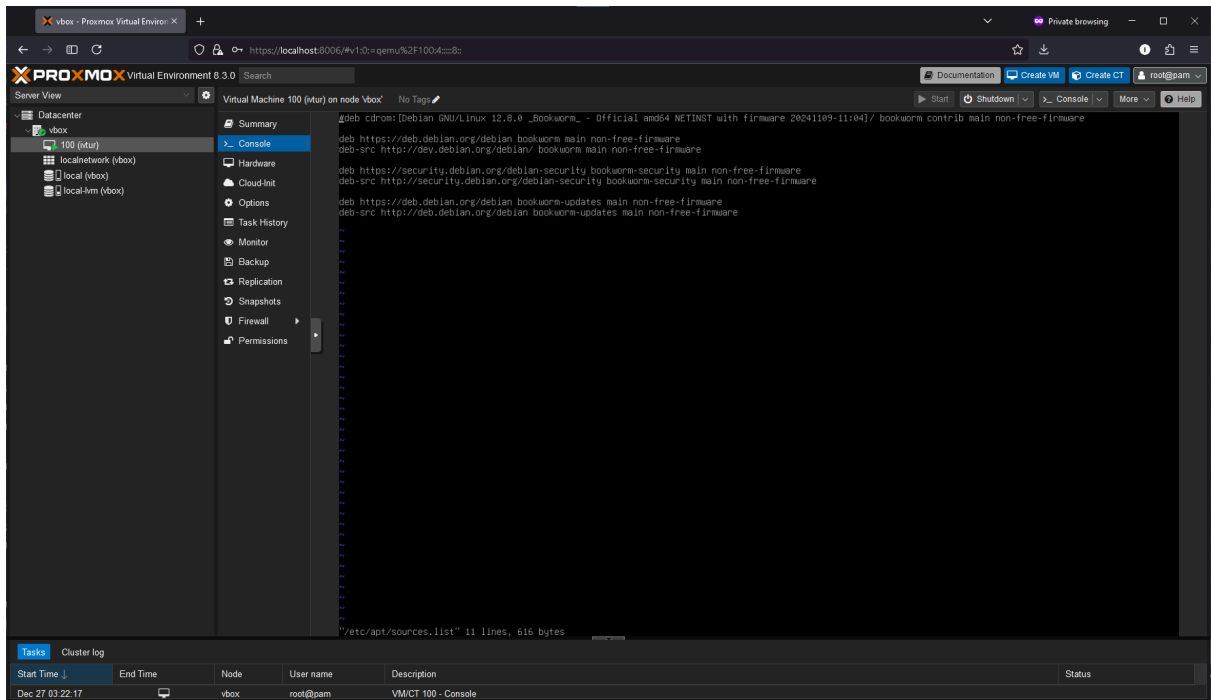 vbox - Proxmox Virtual Environ
Private browsing
https://localhost:8006/#v1:0:=qemu%2F100:4:::::8::
PROXMOX Virtual Environment 8.3.0 Search
Documentation Create VM Create CT root@pam
Server View
Virtual Machine 100 (ivtur) on node 'vbox' No Tags
Start Shutdown Console More Help
Datacenter
vbox
100 (ivtur)
localnetwork (vbox)
local (vbox)
local-lvm (vbox)
Summary
>_ Console
Hardware
Cloud-Init
Options
Task History
Monitor
Backup
Replication
Snapshots
Firewall
Permissions
#deb cdrom:[Debian GNU/Linux 12.8.0 _Bookworm_ - Official amd64 NETINST with firmware 20241109-11:04]/ bookworm contrib main non-free-firmware
deb https://deb.debian.org/debian bookworm main non-free-firmware
deb-src http://dev.debian.org/debian/ bookworm main non-free-firmware
deb https://security.debian.org/debian-security bookworm-security main non-free-firmware
deb-src http://security.debian.org/debian-security bookworm-security main non-free-firmware
deb https://deb.debian.org/debian bookworm-updates main non-free-firmware
deb-src http://deb.debian.org/debian bookworm-updates main non-free-firmware
"/etc/apt/sources.list" 11 lines, 616 bytes
Tasks Cluster log
Start Time ↓ End Time Node User name Description Status
Dec 27 03:22:17 vbox root@pam VM/CT 100 - Console